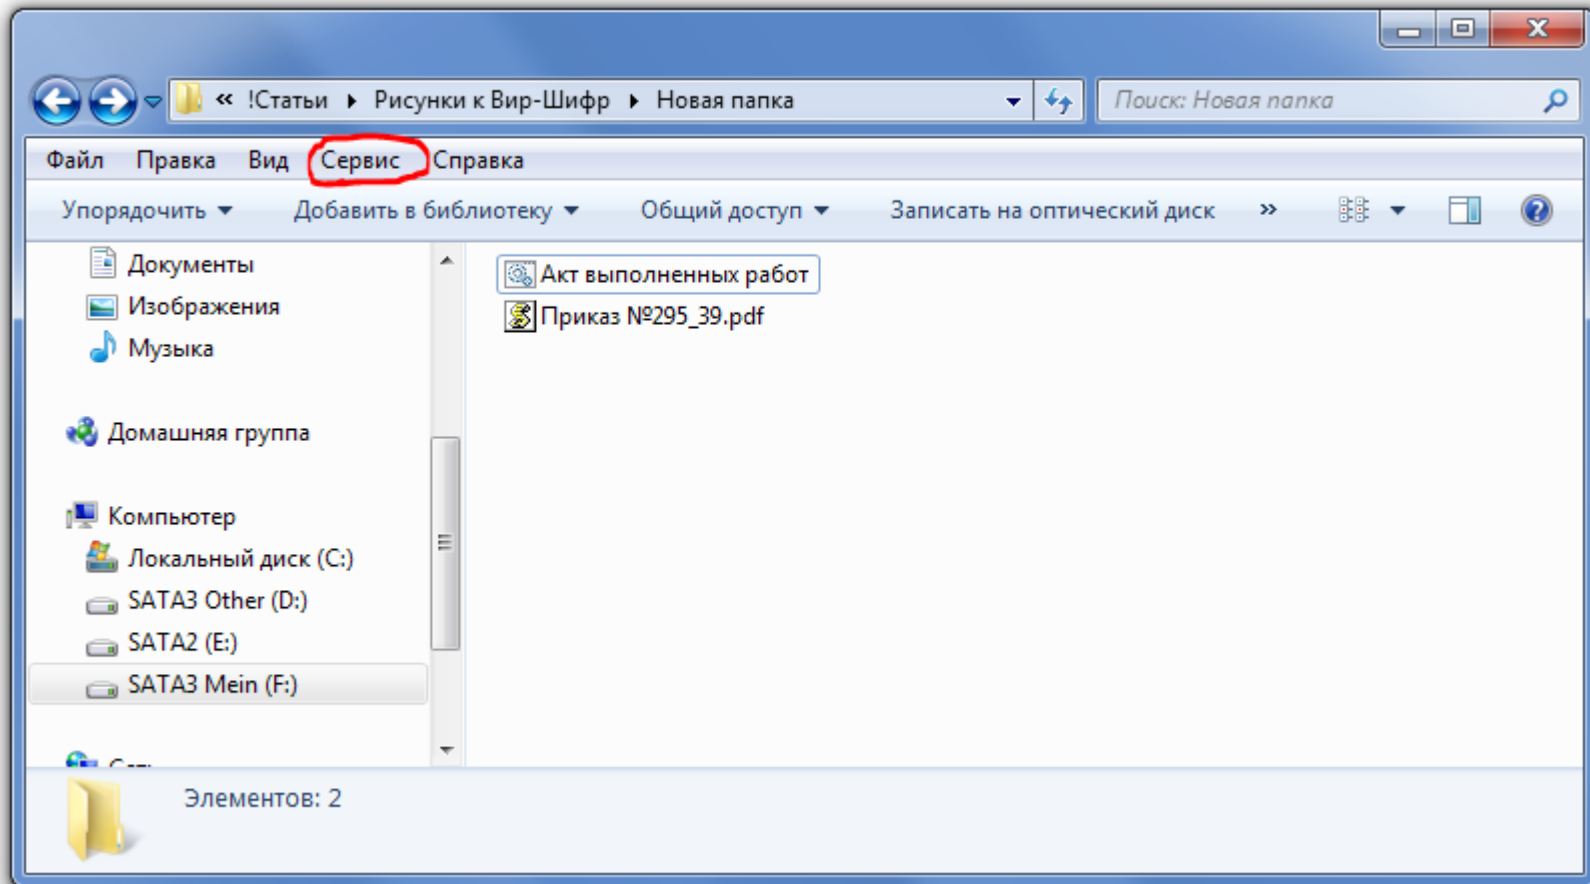 « !Статьи ▸ Рисунки к Вир-Шифр ▸ Новая папка
Поиск: Новая папка
Файл Правка Вид Сервис Справка
Упорядочить Добавить в библиотеку Общий доступ Записать на оптический диск »
Документы
Изображения
Музыка
Домашняя группа
Компьютер
Локальный диск (C:)
SATA3 Other (D:)
SATA2 (E:)
SATA3 Mein (F:)
Акт выполненных работ
Приказ №295_39.pdf
Элементов: 2